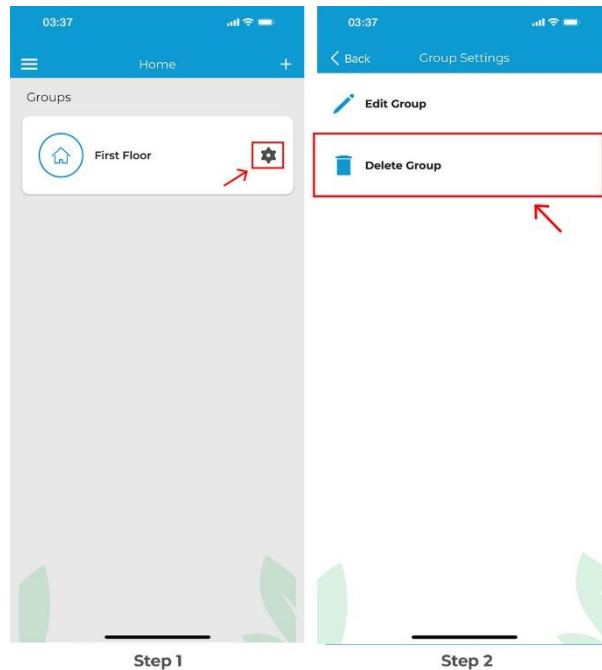 03:37
Home
+
Groups
First Floor
Step 1
03:37
Back Group Settings
Edit Group
Delete Group
Step 2